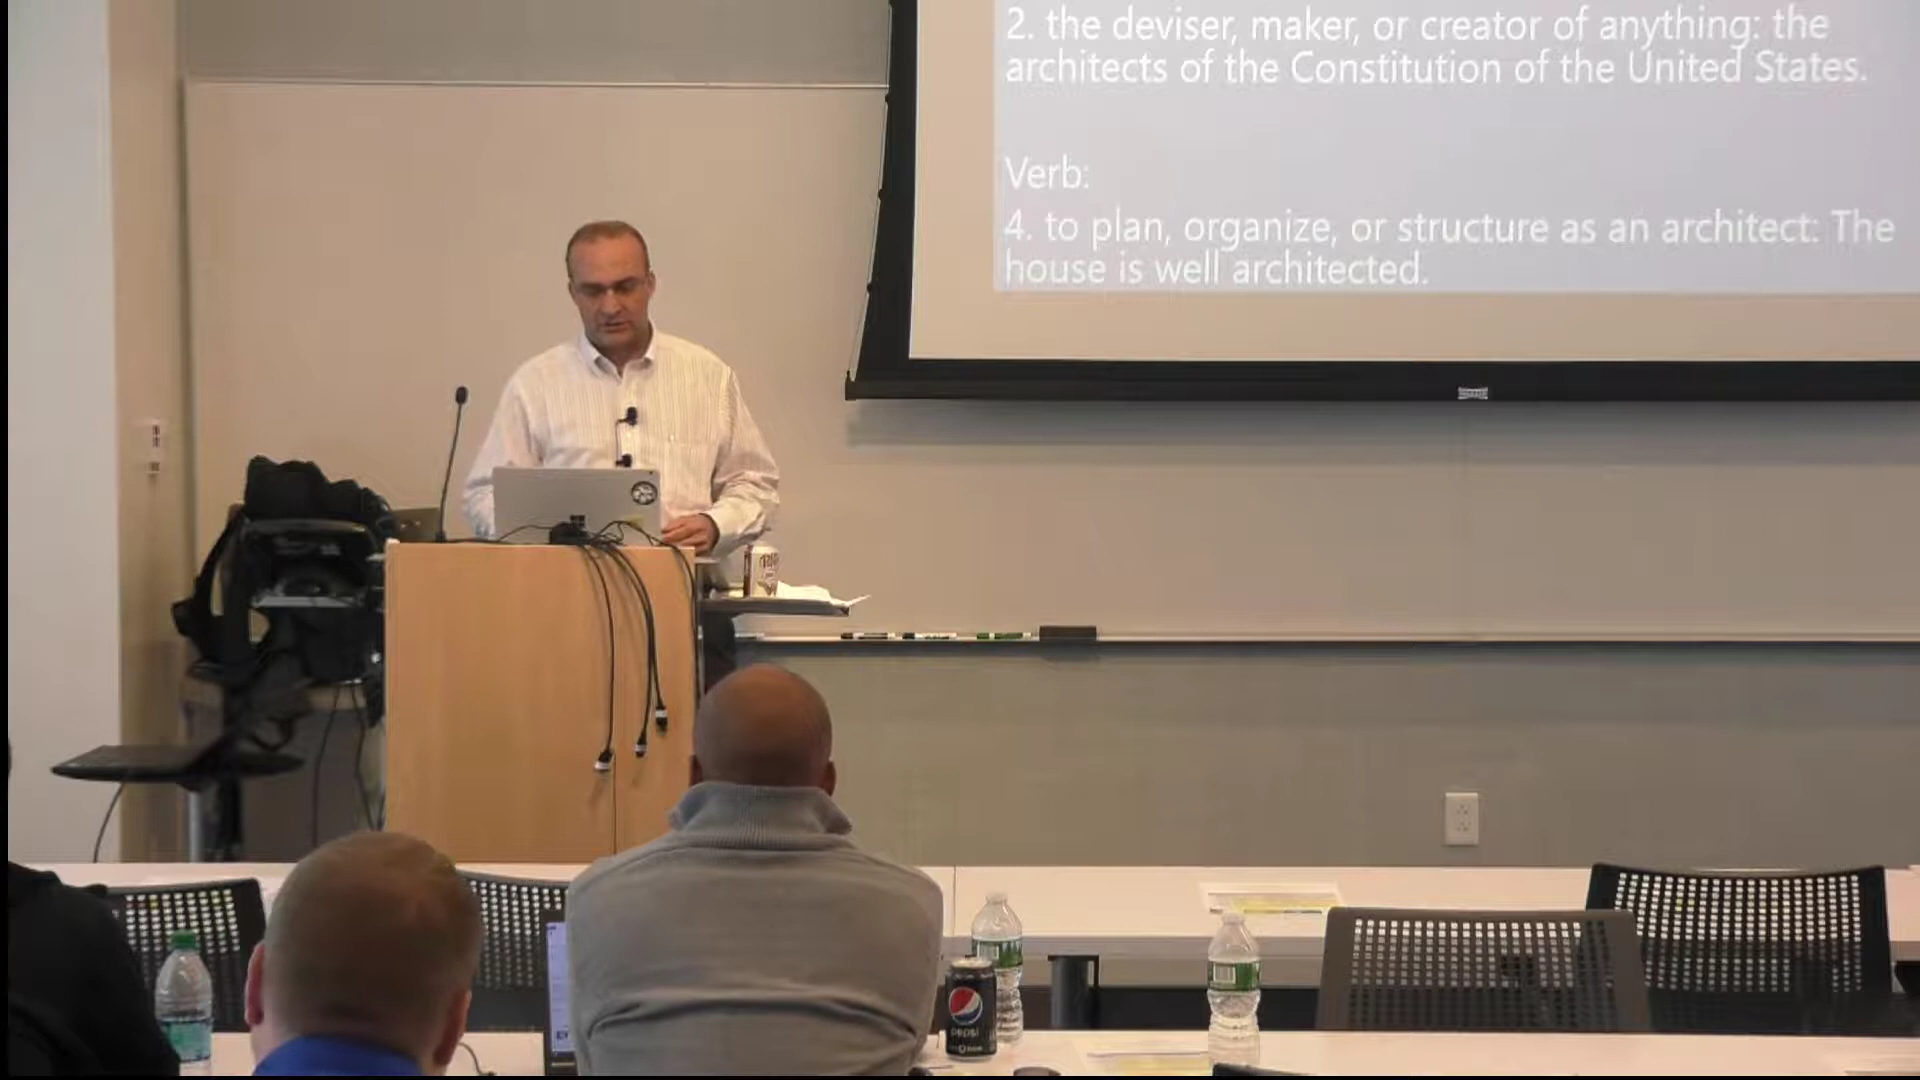 2. the deviser, maker, or creator of anything: the
architects of the Constitution of the United States.
Verb:
4. to plan, organize, or structure as an architect: The
house is well architected.
pepsi